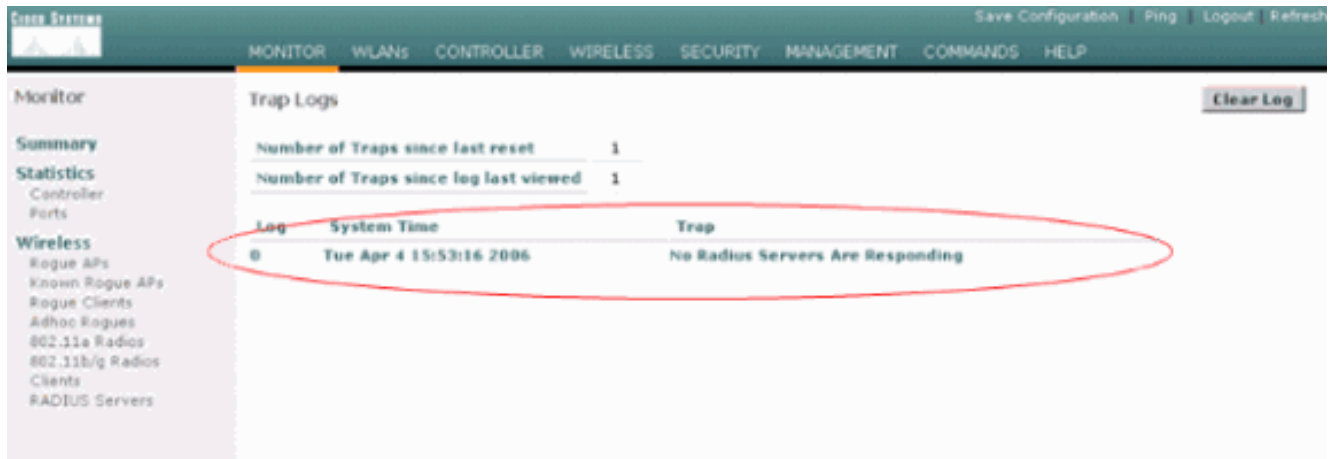 CISCO SYSTEMS
Save Configuration | Ping | Logout | Refresh
MONITOR WLANs CONTROLLER WIRELESS SECURITY MANAGEMENT COMMANDS HELP
Monitor
Summary
Statistics
Controller
Ports
Wireless
Rogue APs
Known Rogue APs
Rogue Clients
Adhoc Rogues
802.11a Radios
802.11b/g Radios
Clients
RADIUS Servers
Trap Logs
Clear Log
Number of Traps since last reset 1
Number of Traps since log last viewed 1
Log System Time Trap
0 Tue Apr 4 15:53:16 2006 No Radius Servers Are Responding